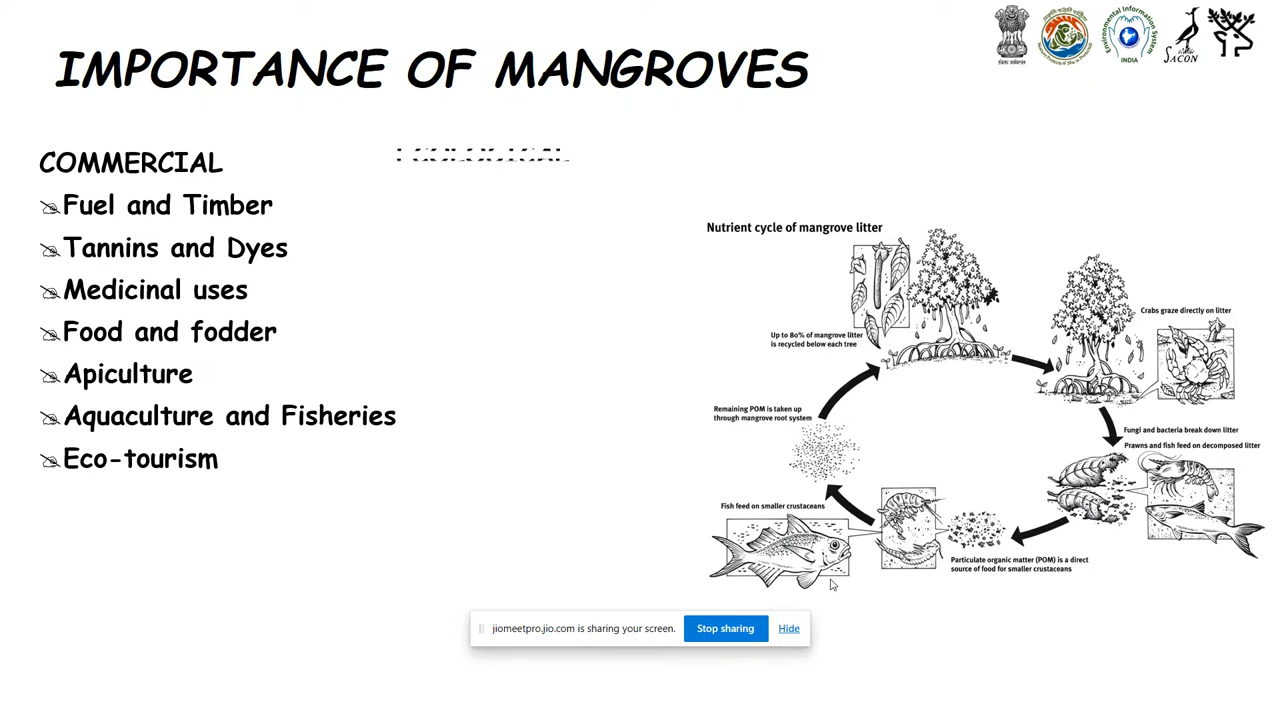 IMPORTANCE OF MANGROVES
Environmental Information System
INDIA
SACON
COMMERCIAL
Fuel and Timber
Tannins and Dyes
Medicinal uses
Food and fodder
Apiculture
Aquaculture and Fisheries
Eco-tourism
Nutrient cycle of mangrove litter
Up to 80% of mangrove litter
is recycled below each tree
Crabs graze directly on litter
Fungi and bacteria break down litter
Prawns and fish feed on decomposed litter
Particulate organic matter (POM) is a direct
source of food for smaller crustaceans
Fish feed on smaller crustaceans
Remaining POM is taken up
through mangrove root system
jiomeetpro.jio.com is sharing your screen.
Stop sharing
Hide